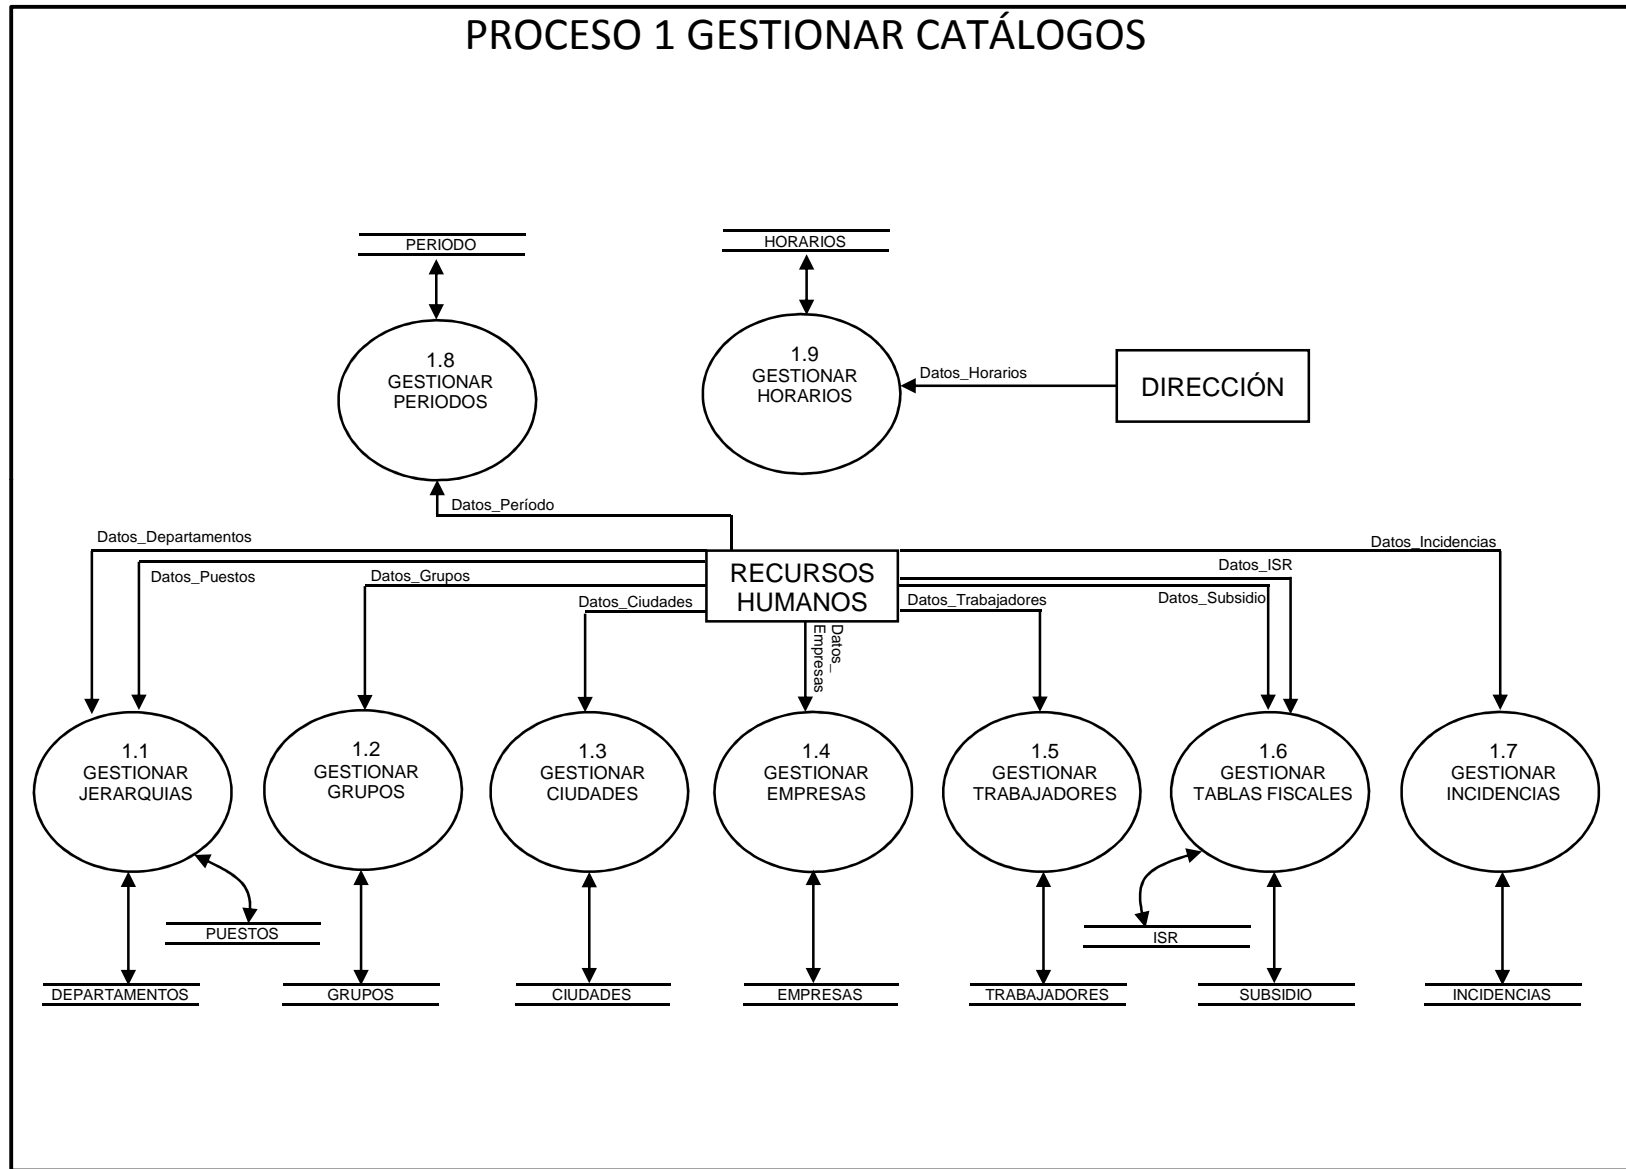 PROCESO 1 GESTIONAR CATÁLOGOS
PERIODO
HORARIOS
1.8
GESTIONAR
PERIODOS
1.9
GESTIONAR
HORARIOS
Datos_Horarios
DIRECCIÓN
Datos_Período
Datos_Departamentos
Datos_Puestos
Datos_Grupos
Datos_Ciudades
RECURSOS
HUMANOS
Datos_
Empresas
Datos_Trabajadores
Datos_Incidencias
Datos_ISR
Datos_Subsidio
1.1
GESTIONAR
JERARQUIAS
1.2
GESTIONAR
GRUPOS
1.3
GESTIONAR
CIUDADES
1.4
GESTIONAR
EMPRESAS
1.5
GESTIONAR
TRABAJADORES
1.6
GESTIONAR
TABLAS FISCALES
1.7
GESTIONAR
INCIDENCIAS
PUESTOS
ISR
DEPARTAMENTOS
GRUPOS
CIUDADES
EMPRESAS
TRABAJADORES
SUBSIDIO
INCIDENCIAS